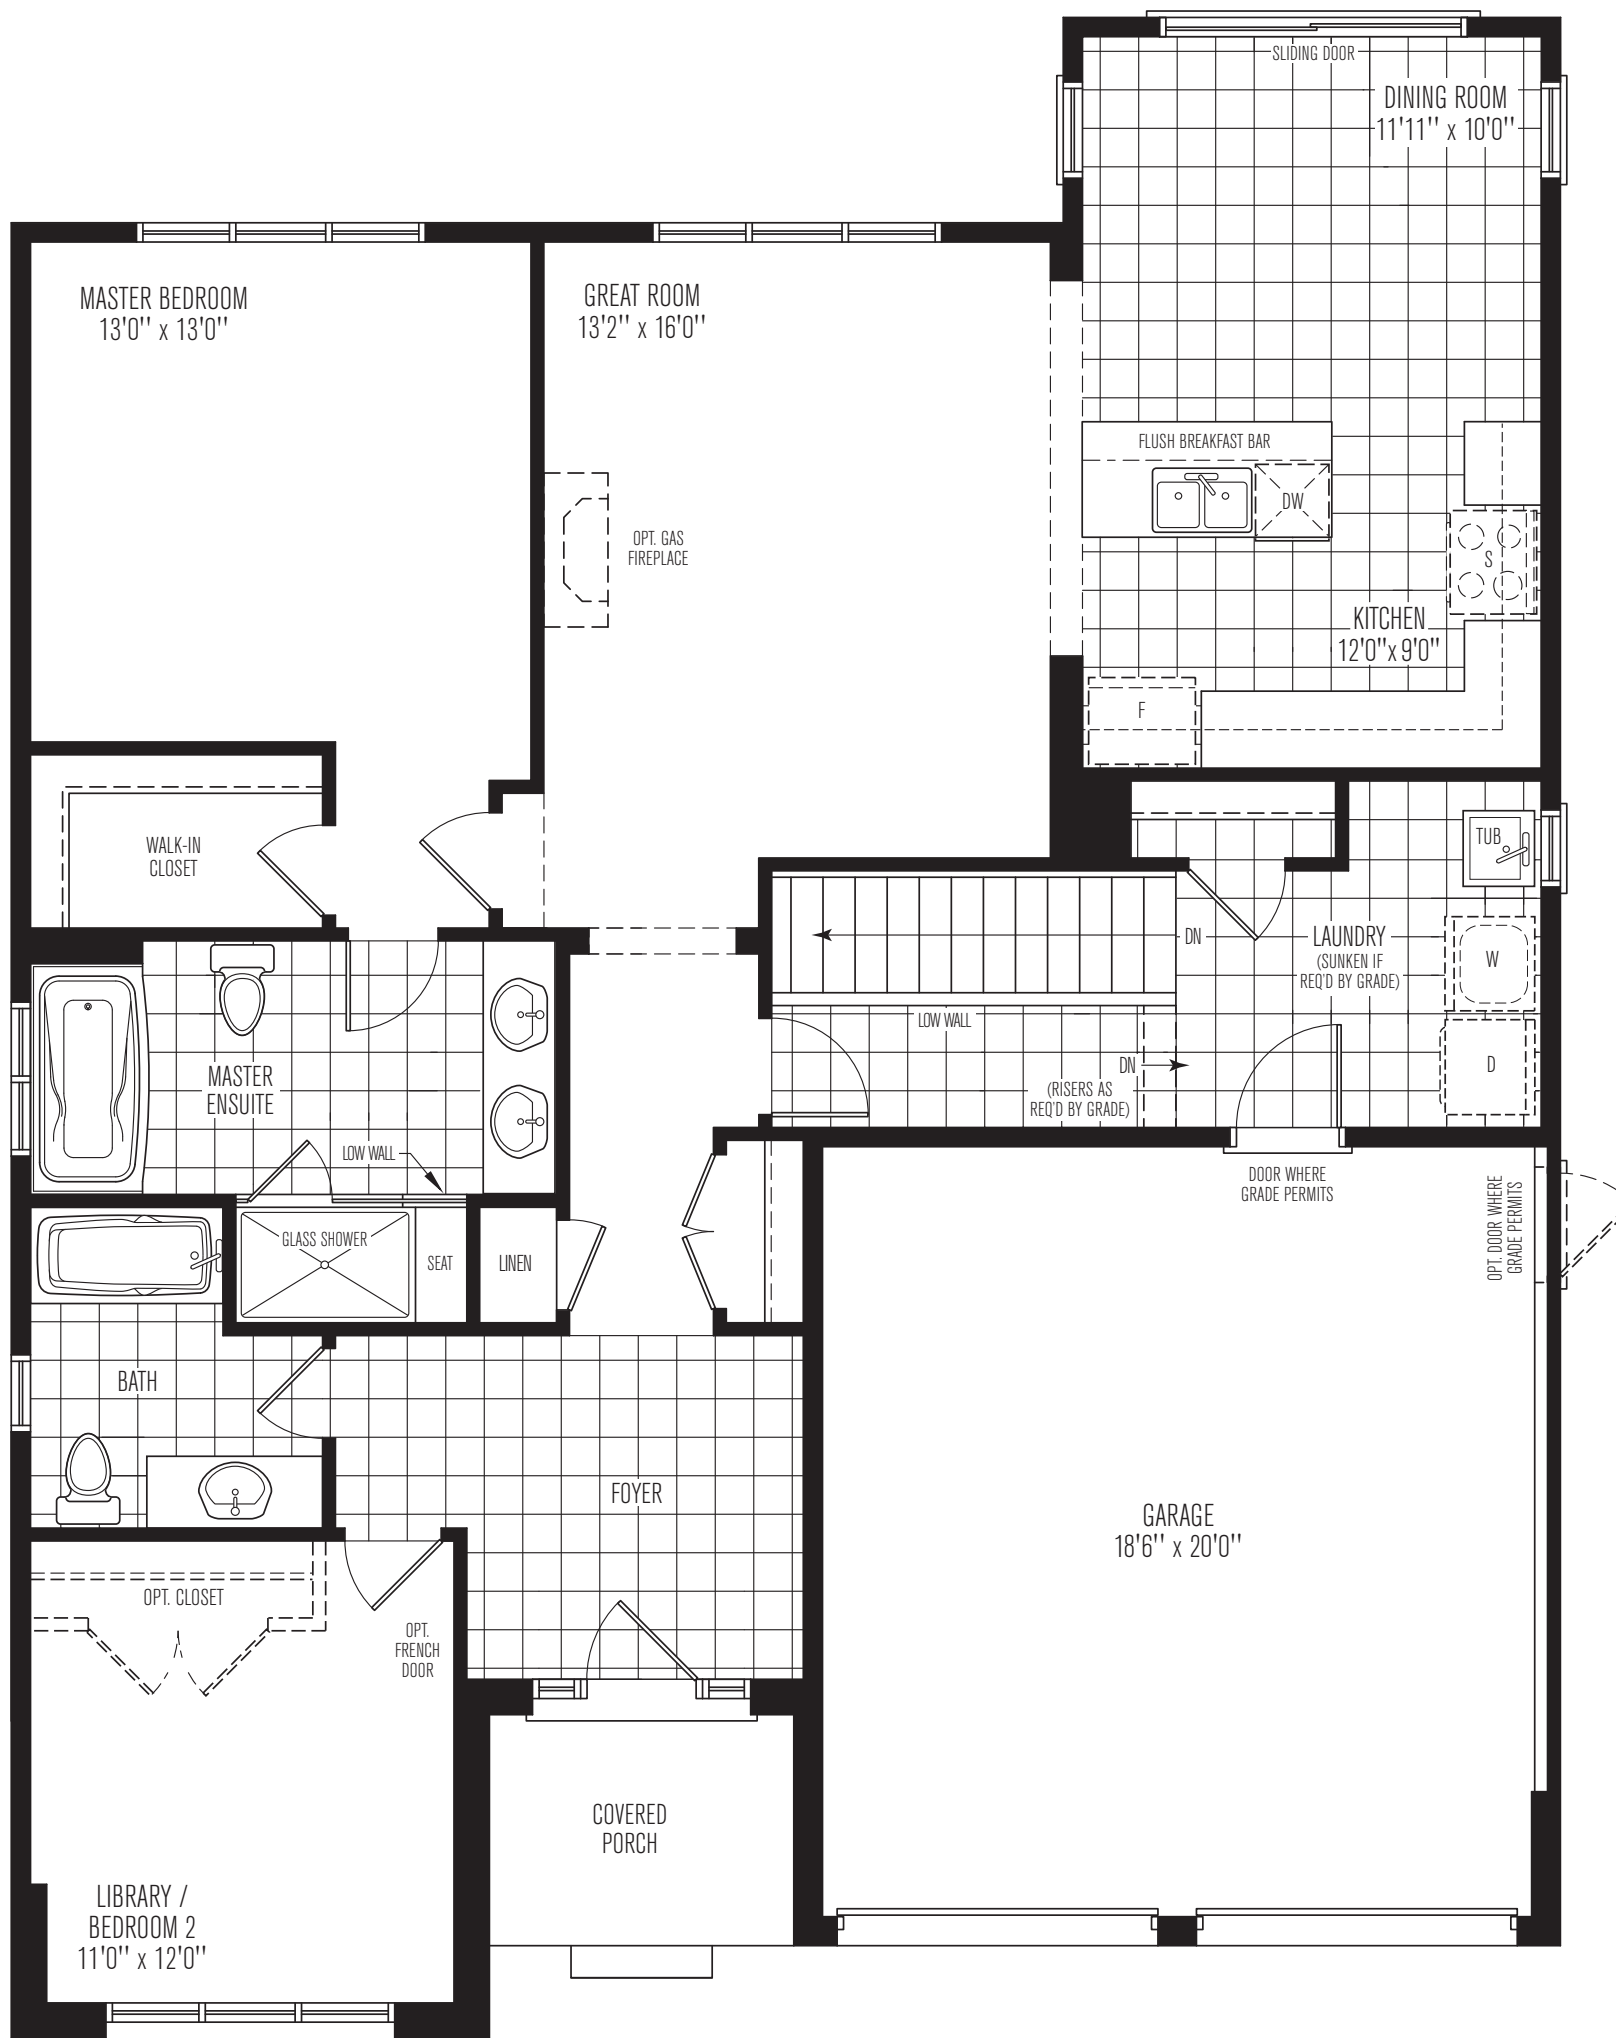 SLIDING DOOR
DINING ROOM
11'11'' x 10'0''
MASTER BEDROOM
13'0'' x 13'0''
GREAT ROOM
13'2'' x 16'0''
FLUSH BREAKFAST BAR
DW
OPT. GAS
FIREPLACE
S
KITCHEN
12'0''x 9'0''
F
WALK-IN
CLOSET
TUB
DN
LAUNDRY
(SUNKEN IF
REQ'D BY GRADE)
W
LOW WALL
DN
(RISERS AS
REQ'D BY GRADE)
D
MASTER
ENSUITE
LOW WALL
DOOR WHERE
GRADE PERMITS
OPT. DOOR WHERE
GRADE PERMITS
GLASS SHOWER
SEAT
LINEN
BATH
FOYER
GARAGE
18'6'' x 20'0''
OPT. CLOSET
OPT.
FRENCH
DOOR
COVERED
PORCH
LIBRARY /
BEDROOM 2
11'0'' x 12'0''